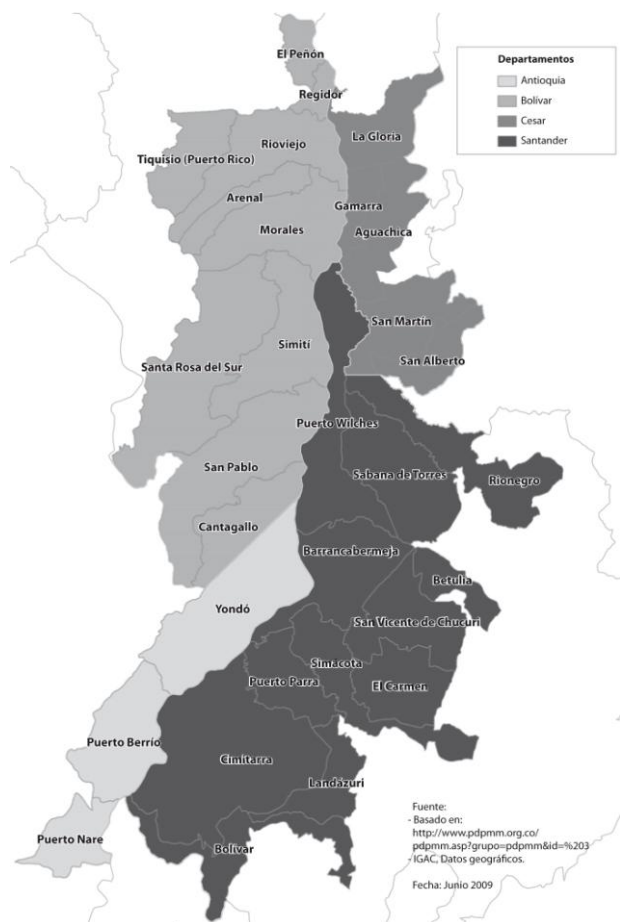 El Peñón
Departamentos
Antioquia
Bolívar
Cesar
Santander
Regidor
La Gloria
Rioviejo
Tiquisio (Puerto Rico)
Arenal
Gamarra
Morales
Aguachica
San Martín
Simití
San Alberto
Santa Rosa del Sur
Puerto Wilches
San Pablo
Sabana de Torres
Rionegro
Cantagallo
Barrancabermeja
Betulia
Yondó
San Vicente de Chucurí
Simacota
Puerto Parra
El Carmen
Puerto Berrío
Cimitarra
Landázuri
Puerto Nare
Bolívar
Fuente:
- Basado en:
http://www.pdpmm.org.co/
pdpmm.asp?grupo=pdpmm&id=%203
- IGAC, Datos geográficos.
Fecha: Junio 2009